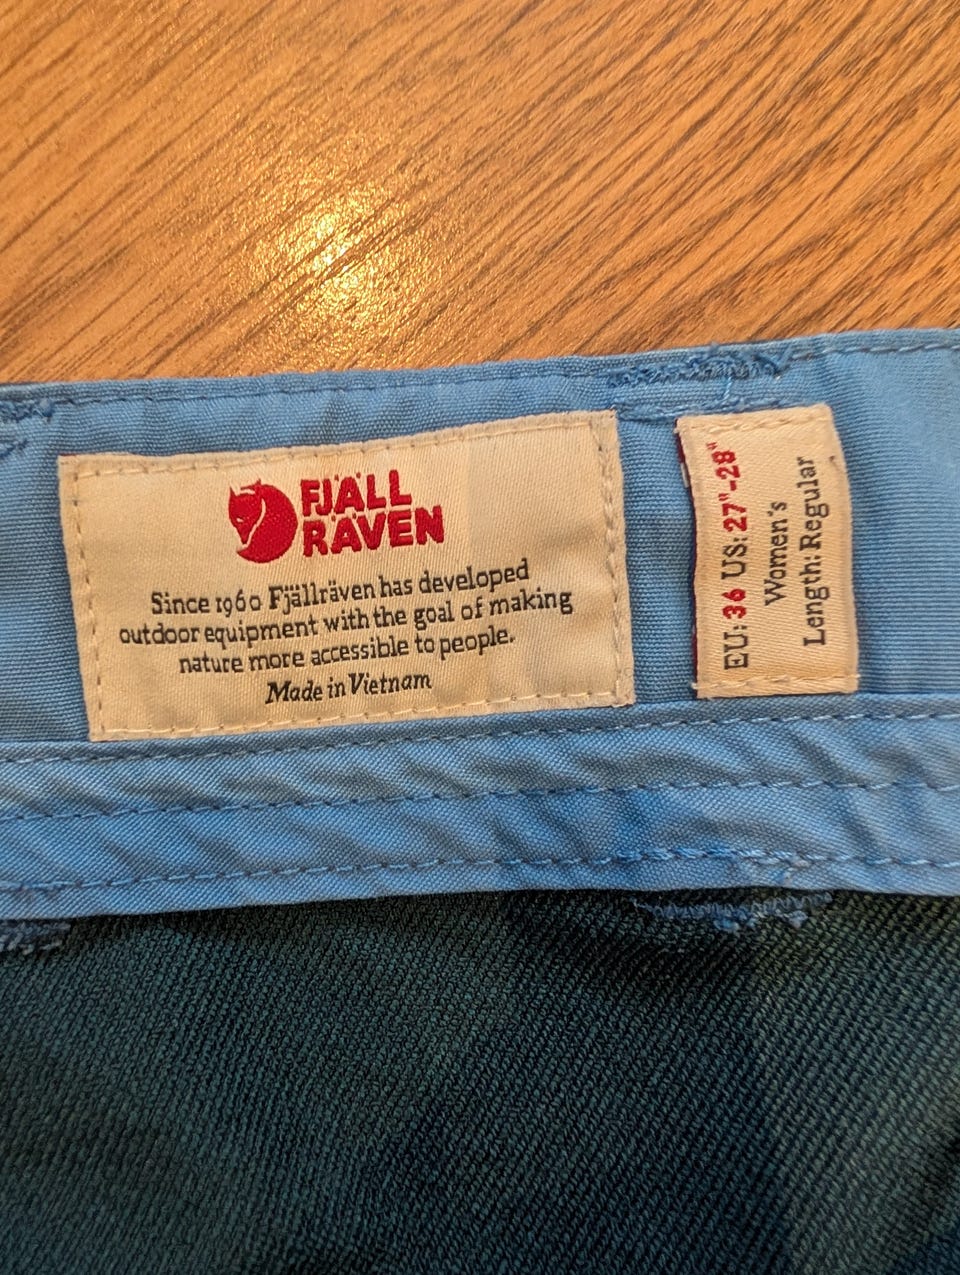 FJÄLL
RÄVEN
Since 1960 Fjällräven has developed
outdoor equipment with the goal of making
nature more accessible to people.
Made in Vietnam
EU: 36 US: 27"-28"
Women's
Length: Regular